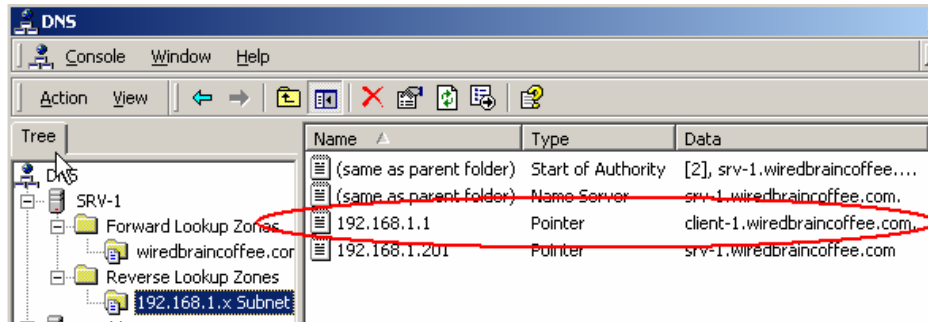 DNS
Console Window Help
Action View
Tree
Name Type Data
DNS
(same as parent folder) Start of Authority [2], srv-1.wiredbraincoffee....
SRV-1
(same as parent folder) Name Server srv-1.wiredbraincoffee.com.
Forward Lookup Zones
192.168.1.1 Pointer client-1.wiredbraincoffee.com.
wiredbraincoffee.cor
192.168.1.201 Pointer srv-1.wiredbraincoffee.com
Reverse Lookup Zones
192.168.1.x Subnet